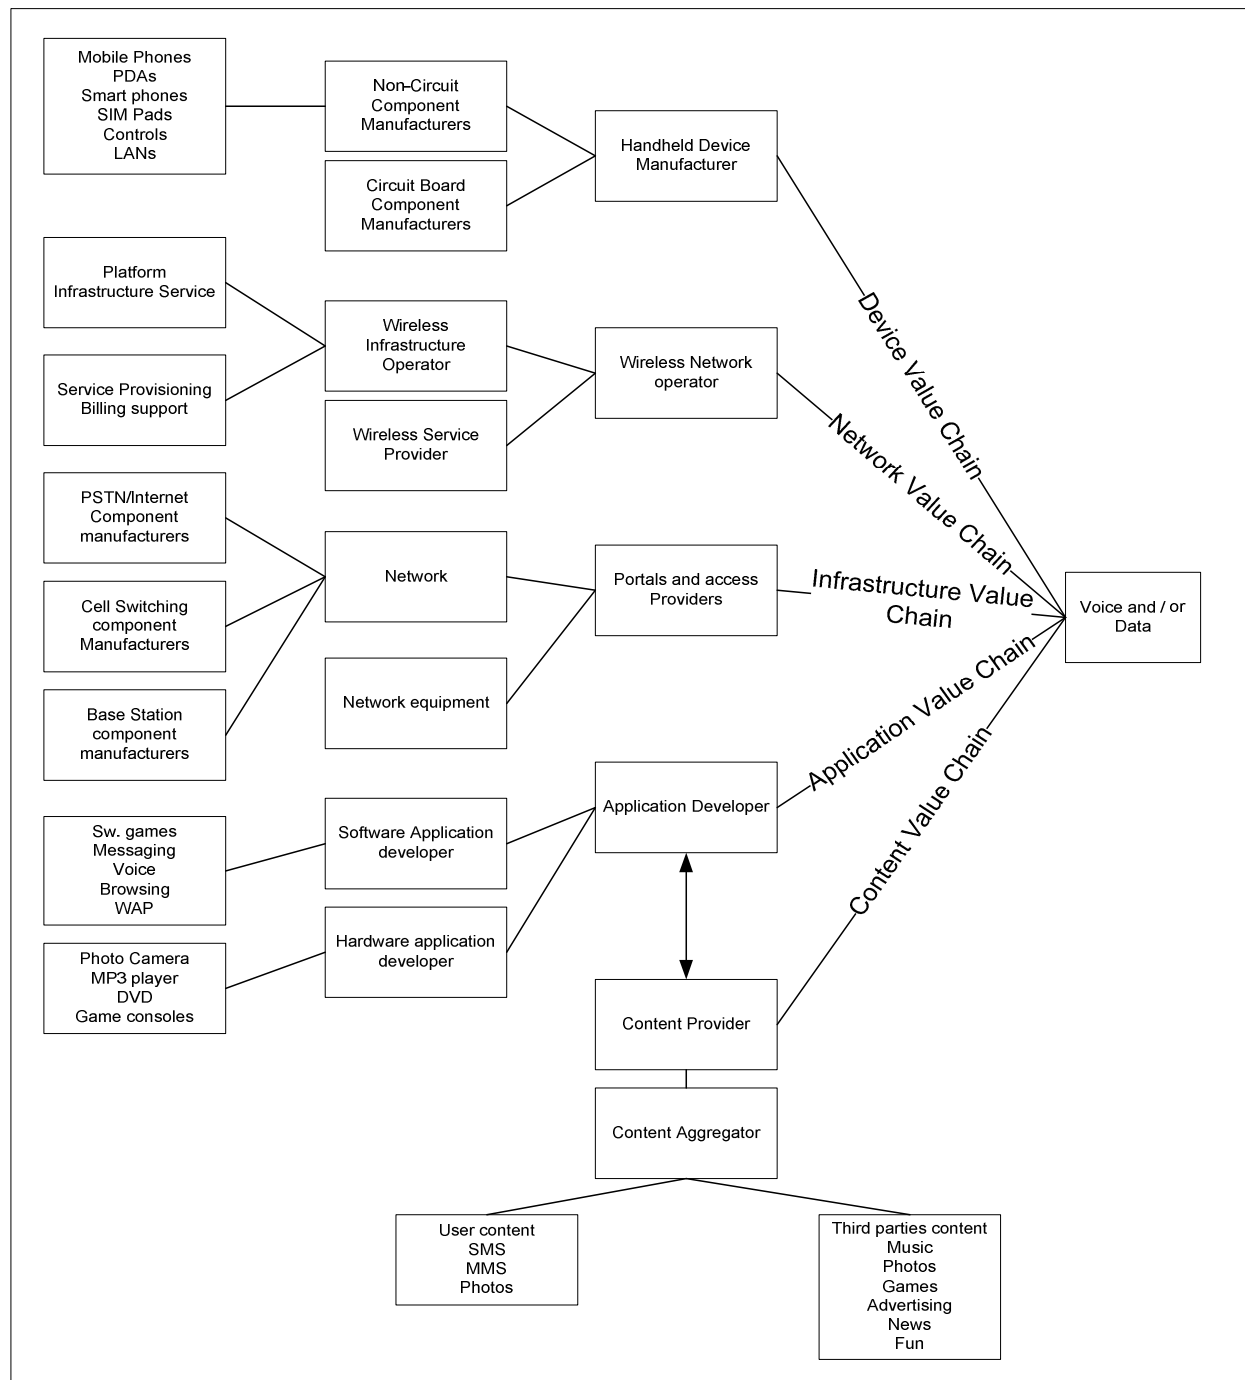 Mobile Phones
PDAs
Smart phones
SIM Pads
Controls
LANs
Non-Circuit
Component
Manufacturers
Circuit Board
Component
Manufacturers
Handheld Device
Manufacturer
Device Value Chain
Platform
Infrastructure Service
Service Provisioning
Billing support
Wireless
Infrastructure
Operator
Wireless Service
Provider
Wireless Network
operator
Network Value Chain
PSTN/Internet
Component
manufacturers
Cell Switching
component
Manufacturers
Base Station
component
manufacturers
Network
Network equipment
Portals and access
Providers
Infrastructure Value
Chain
Voice and / or
Data
Sw. games
Messaging
Voice
Browsing
WAP
Photo Camera
MP3 player
DVD
Game consoles
Software Application
developer
Hardware application
developer
Application Developer
Application Value Chain
Content Provider
Content Value Chain
Content Aggregator
User content
SMS
MMS
Photos
Third parties content
Music
Photos
Games
Advertising
News
Fun